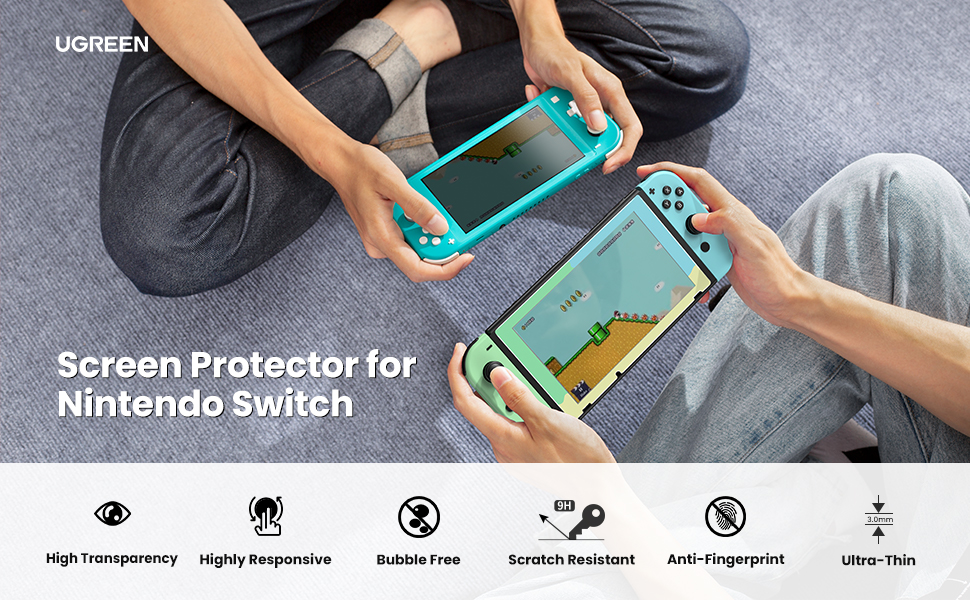 UGREEN
Screen Protector for
Nintendo Switch
9H
3.0mm
High Transparency
Highly Responsive
Bubble Free
Scratch Resistant
Anti-Fingerprint
Ultra-Thin